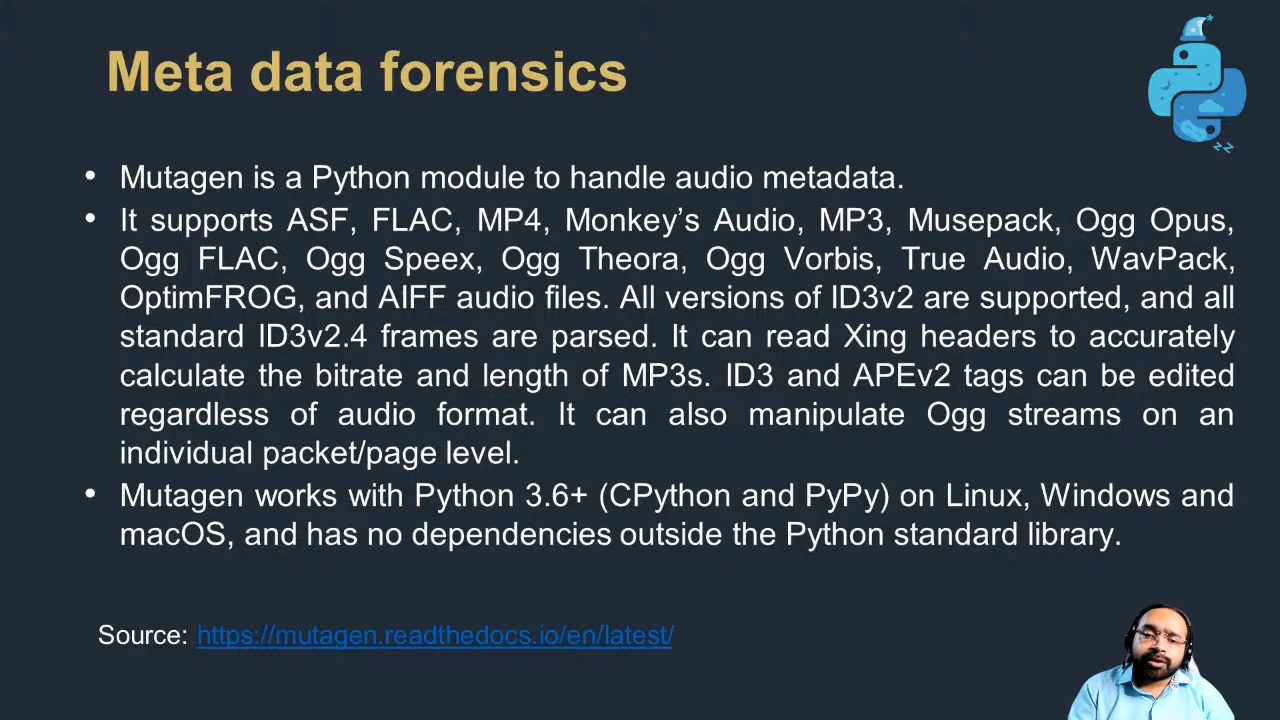 Meta data forensics
• Mutagen is a Python module to handle audio metadata.
• It supports ASF, FLAC, MP4, Monkey’s Audio, MP3, Musepack, Ogg Opus,
Ogg FLAC, Ogg Speex, Ogg Theora, Ogg Vorbis, True Audio, WavPack,
OptimFROG, and AIFF audio files. All versions of ID3v2 are supported, and all
standard ID3v2.4 frames are parsed. It can read Xing headers to accurately
calculate the bitrate and length of MP3s. ID3 and APEv2 tags can be edited
regardless of audio format. It can also manipulate Ogg streams on an
individual packet/page level.
• Mutagen works with Python 3.6+ (CPython and PyPy) on Linux, Windows and
macOS, and has no dependencies outside the Python standard library.
Source: https://mutagen.readthedocs.io/en/latest/
zz